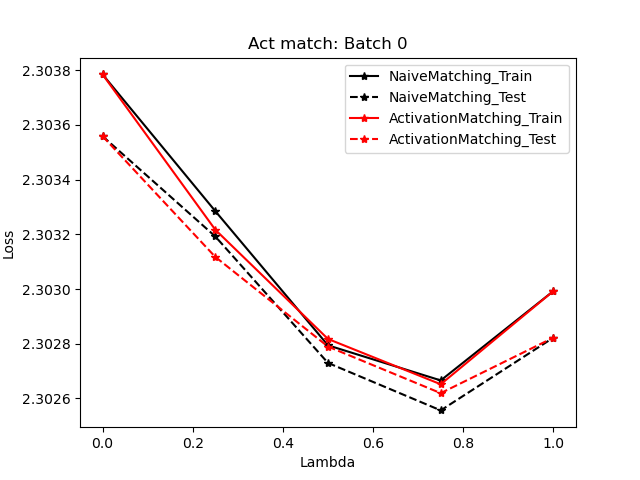 Act match: Batch 0
NaiveMatching_Train
NaiveMatching_Test
ActivationMatching_Train
ActivationMatching_Test
Loss
2.3038
2.3036
2.3034
2.3032
2.3030
2.3028
2.3026
0.0 0.2 0.4 0.6 0.8 1.0
Lambda